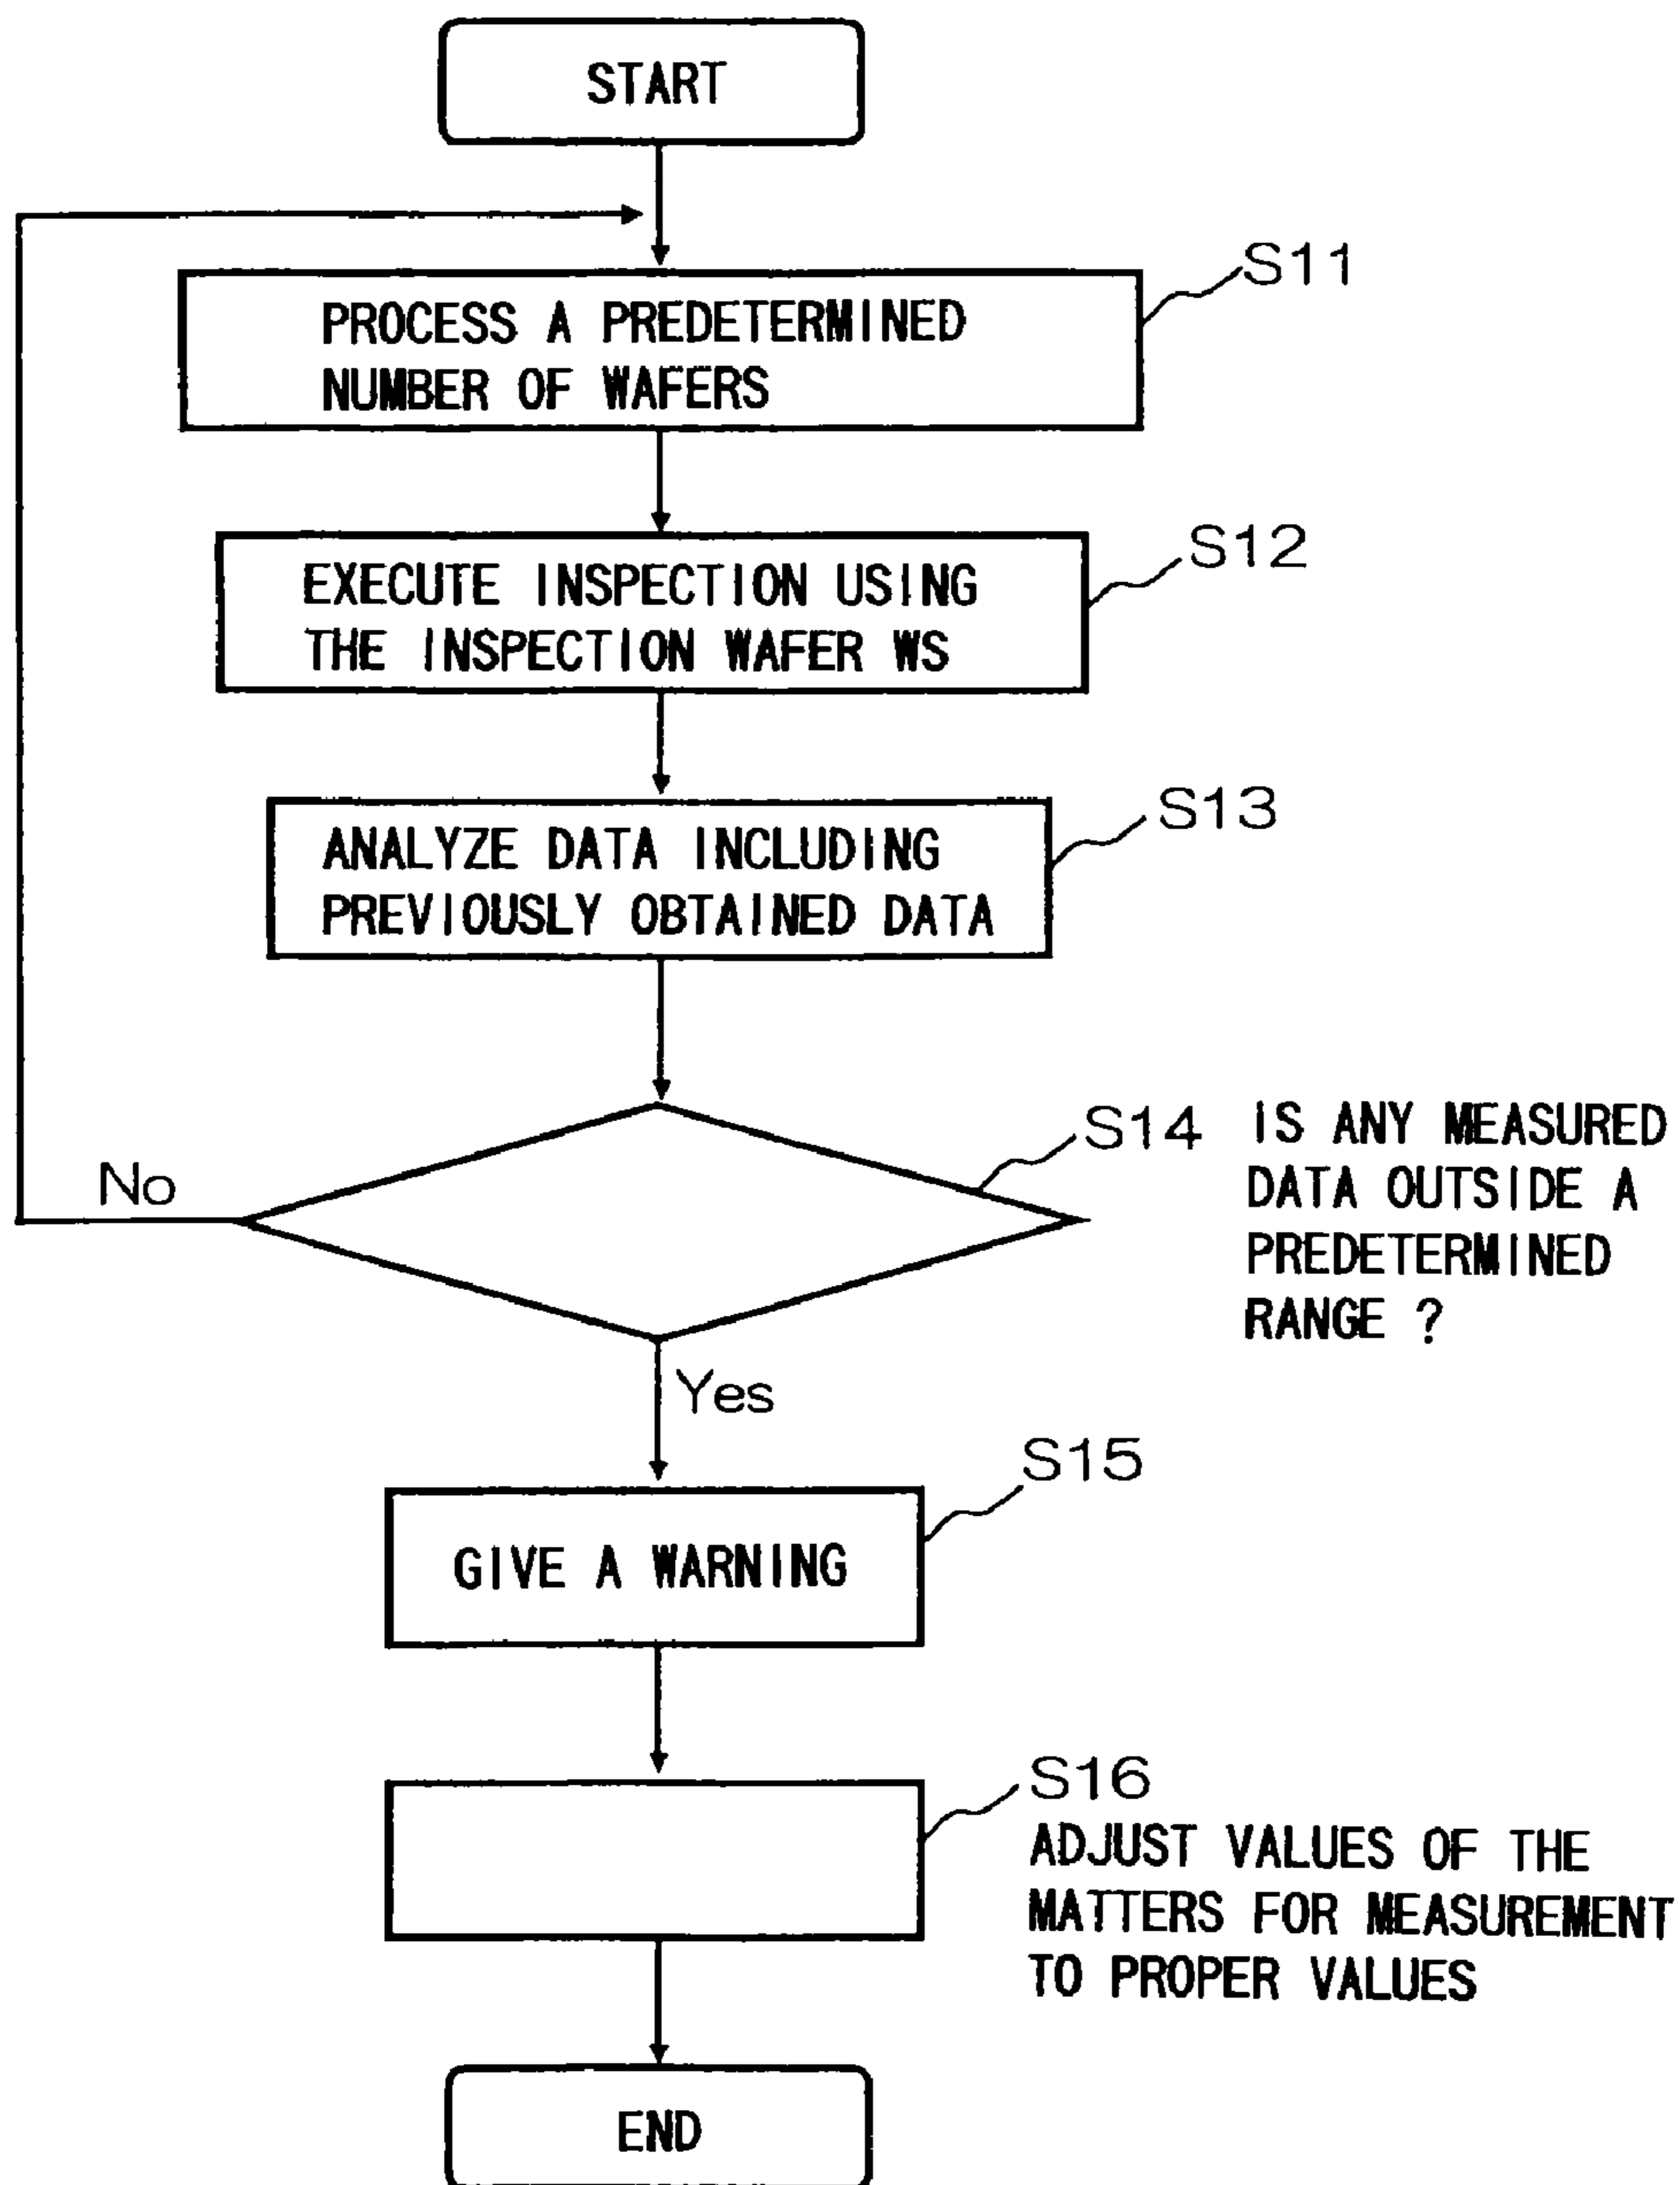 START
S11
PROCESS A PREDETERMINED
NUMBER OF WAFERS
S12
EXECUTE INSPECTION USING
THE INSPECTION WAFER WS
S13
ANALYZE DATA INCLUDING
PREVIOUSLY OBTAINED DATA
S14
IS ANY MEASURED
DATA OUTSIDE A
PREDETERMINED
RANGE ?
No
Yes
S15
GIVE A WARNING
S16
ADJUST VALUES OF THE
MATTERS FOR MEASUREMENT
TO PROPER VALUES
END